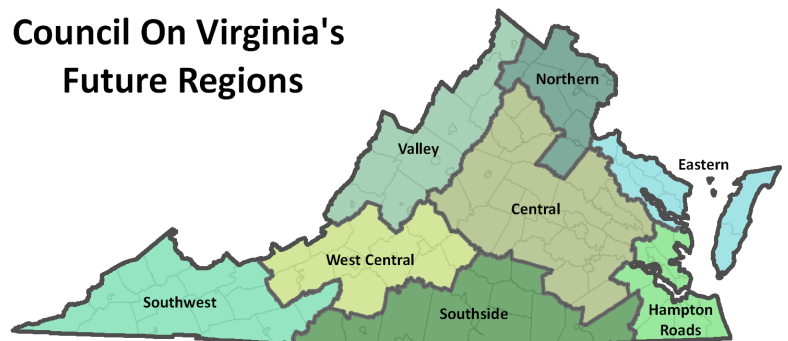 Council On Virginia's
Future Regions
Northern
Valley
Eastern
Central
West Central
Southwest
Southside
Hampton
Roads